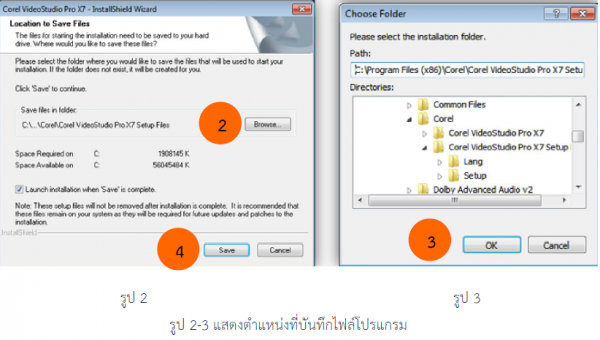 Corel VideoStudio Pro X7 - InstallShield Wizard
Location to Save Files
The files for starting the installation need to be saved to your hard
drive. Where would you like to save these files?
Please select the folder where you would like to save the files that will be used to start your
installation. If the folder does not exist, it will be created for you.
Click 'Save' to continue.
Save files in folder:
C:\...\Corel\Corel VideoStudio Pro X7 Setup Files
2
Browse...
Space Required on C: 1908145 K
Space Available on C: 56045484 K
Launch installation when 'Save' is complete.
Note: These setup files will not be removed after installation is complete. It is recommended that
these files remain on your system as they will be required for future updates and patches to the
installation.
InstallShield
4
Save
Cancel
Choose Folder
Please select the installation folder.
Path:
C:\Program Files (x86)\Corel\Corel VideoStudio Pro X7 Setu
Directories:
Common Files
Corel
Corel VideoStudio Pro X7
Corel VideoStudio Pro X7 Setup
Lang
Setup
Dolby Advanced Audio v2
3
OK
Cancel
รูป 2
รูป 3
รูป 2-3 แสดงตำแหน่งที่บันทึกไฟล์โปรแกรม